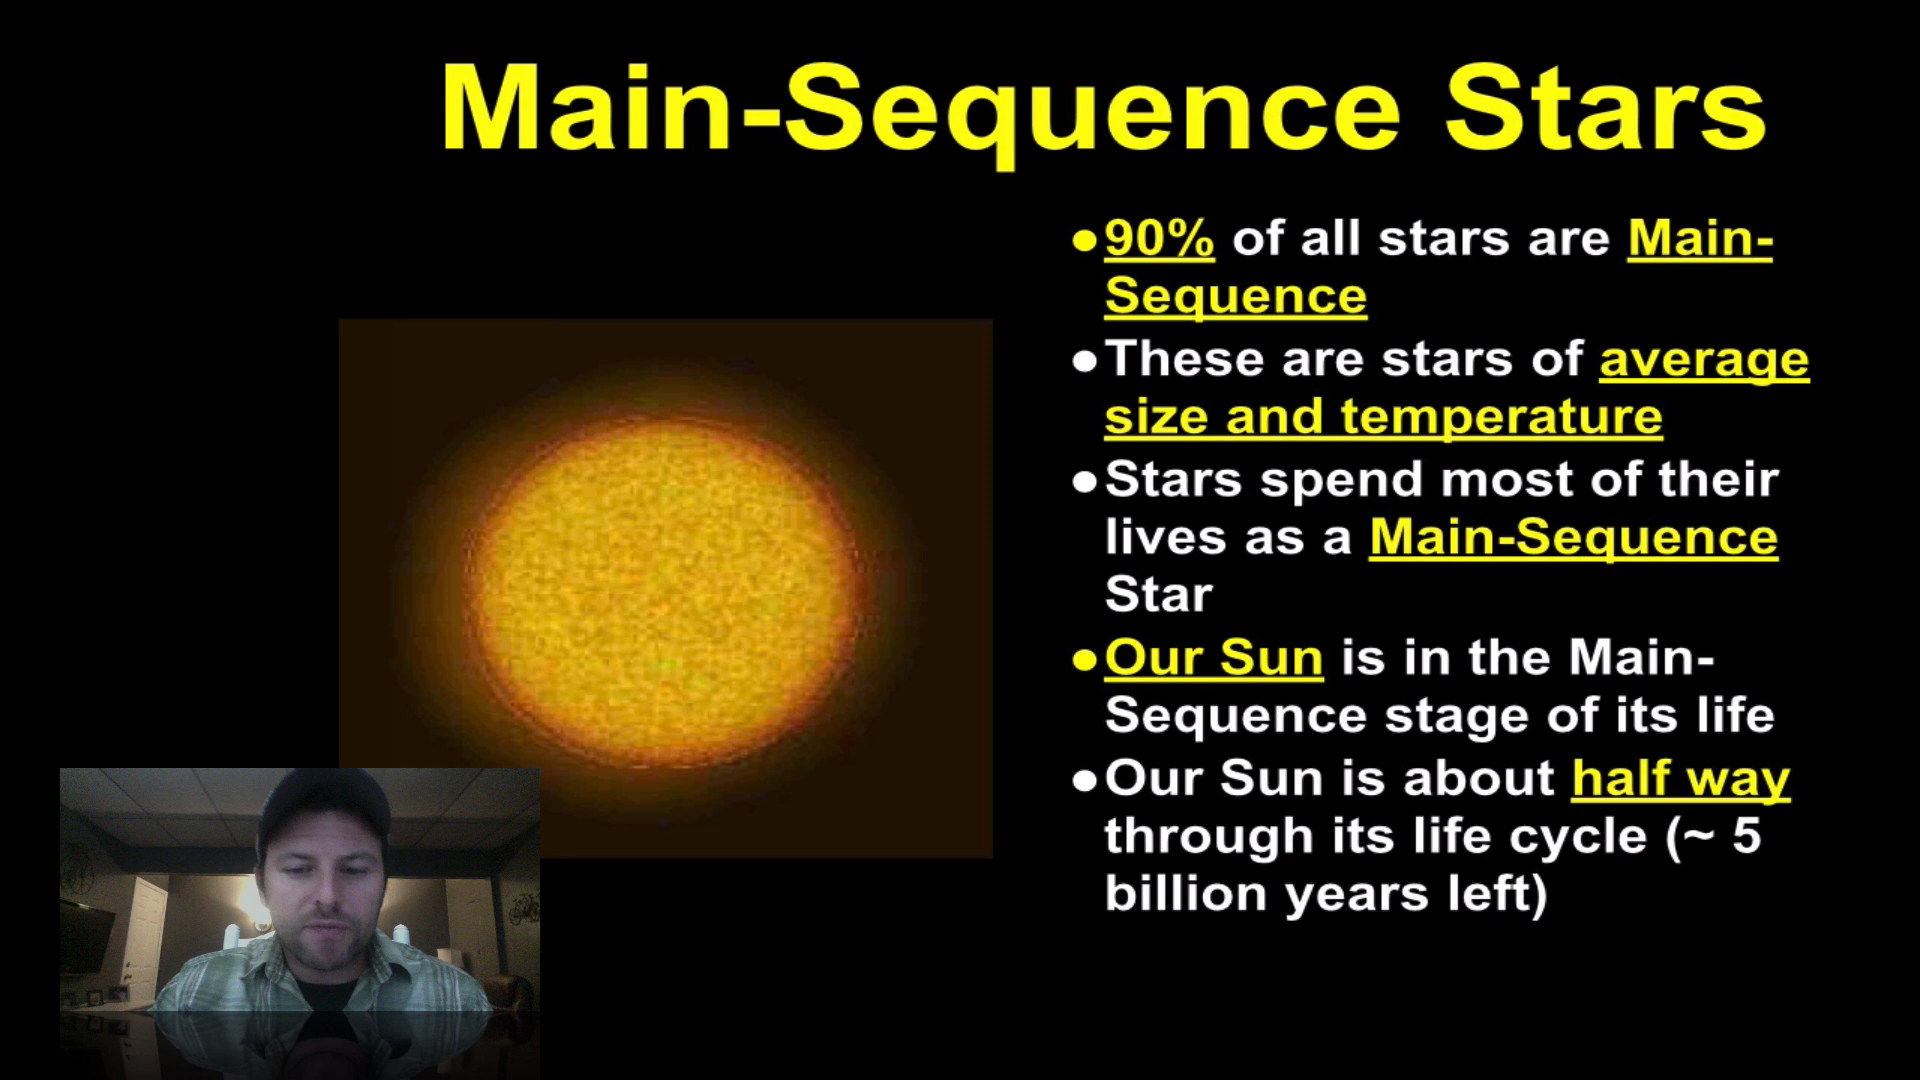 Main-Sequence Stars
●90% of all stars are Main-
Sequence
●These are stars of average
size and temperature
●Stars spend most of their
lives as a Main-Sequence
Star
●Our Sun is in the Main-
Sequence stage of its life
●Our Sun is about half way
through its life cycle (~ 5
billion years left)